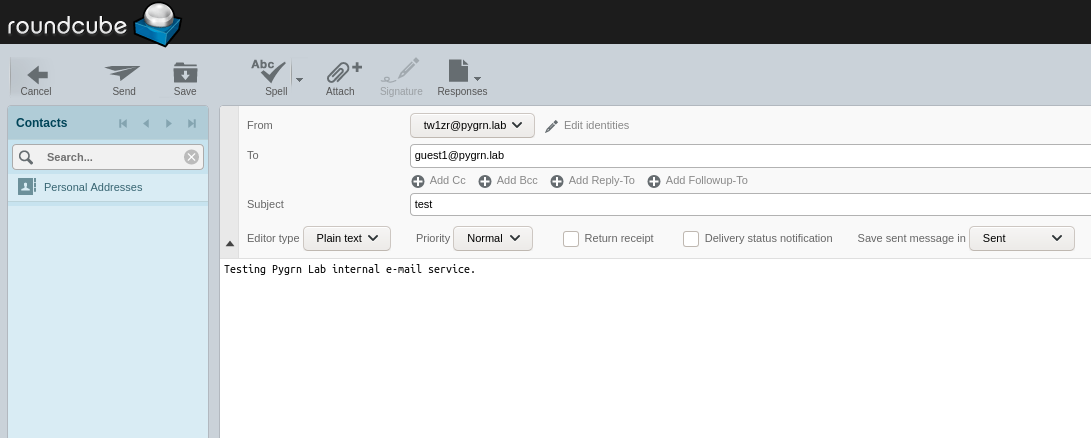 roundcube
Cancel Send Save Abc Spell Attach Signature Responses
Contacts
Search...
Personal Addresses
From tw1zr@pygrn.lab Edit identities
To guest1@pygrn.lab
Add Cc Add Bcc Add Reply-To Add Followup-To
Subject test
Editor type Plain text Priority Normal Return receipt Delivery status notification Save sent message in Sent
Testing Pygrn Lab internal e-mail service.